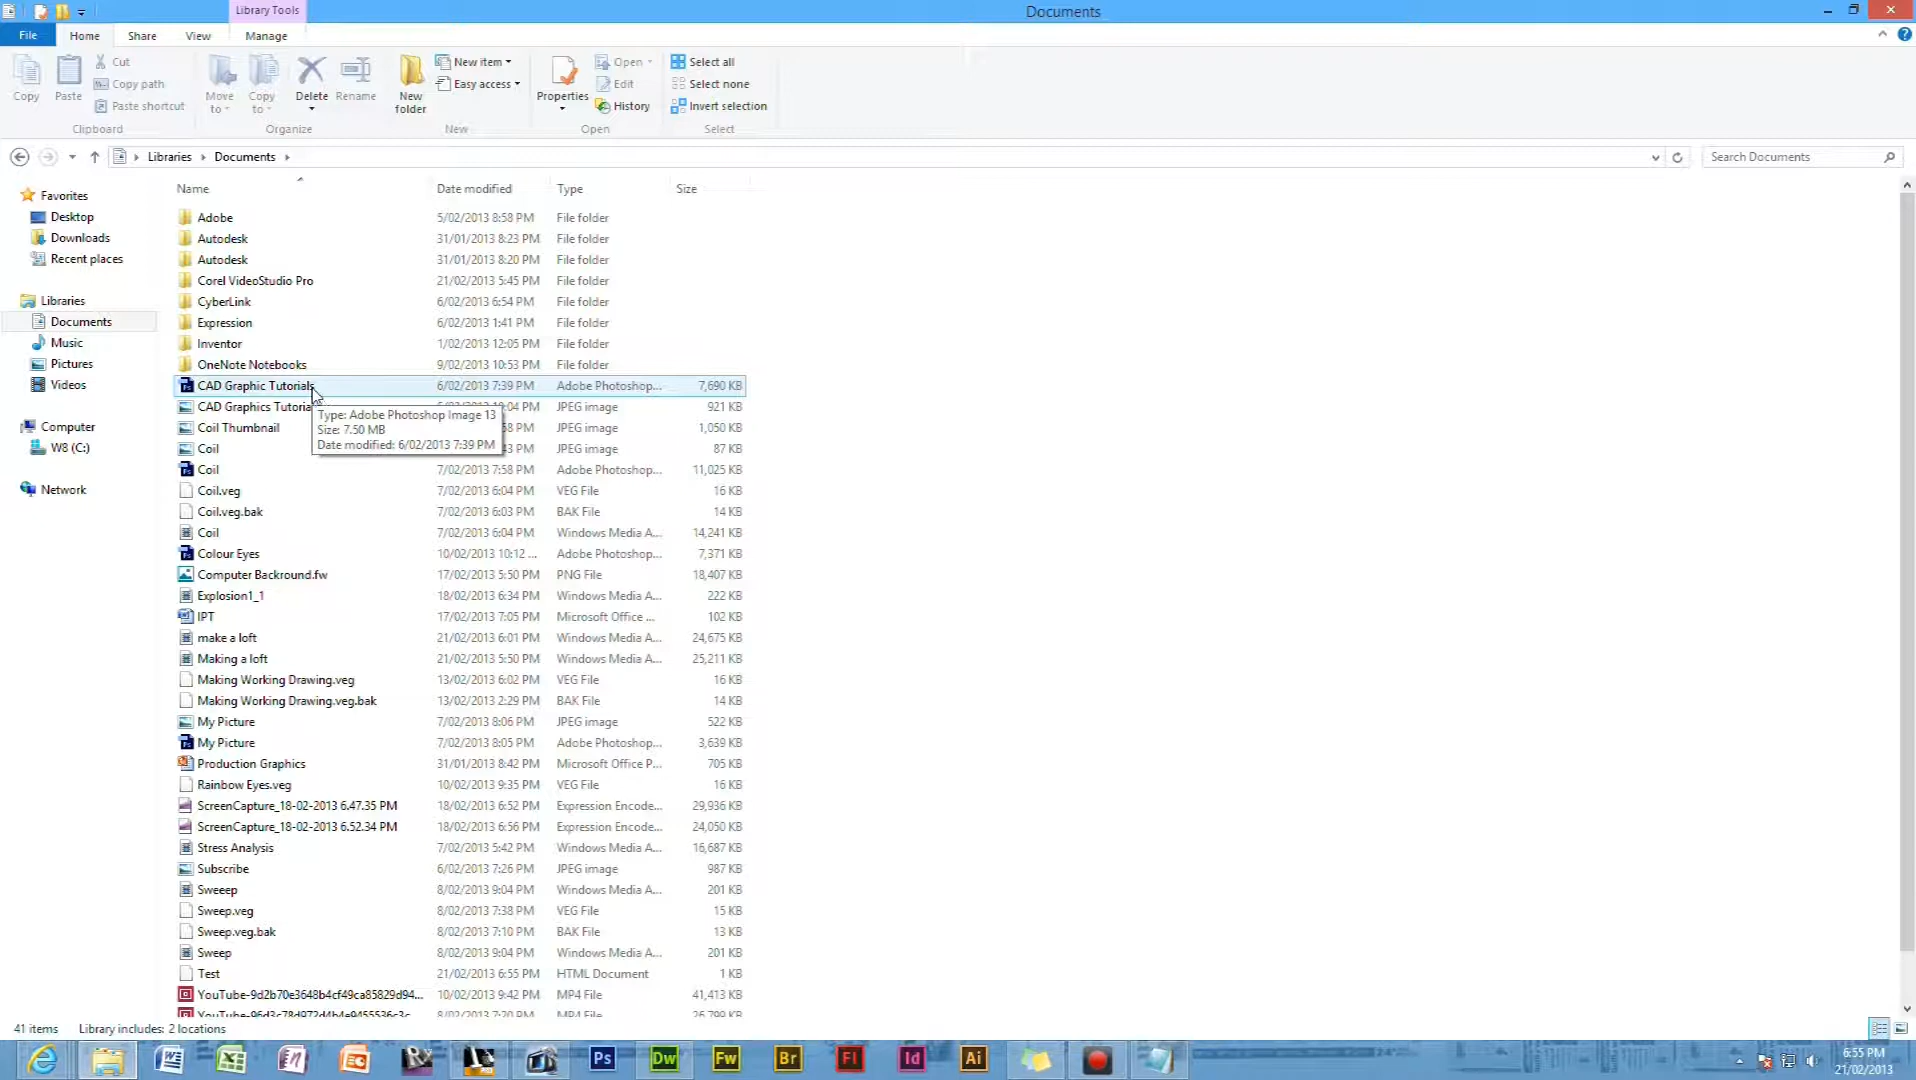 Library Tools
Documents
File Home Share View Manage
Copy
Paste
Cut
Copy path
Paste shortcut
Clipboard
Move to
Copy to
Delete
Rename
Organize
New folder
New item
Easy access
New
Properties
Open
Edit
History
Open
Select all
Select none
Invert selection
Select
Libraries Documents
Search Documents
Favorites
Desktop
Downloads
Recent places
Libraries
Documents
Music
Pictures
Videos
Computer
W8 (C:)
Network
Name Date modified Type Size
Adobe 5/02/2013 8:58 PM File folder
Autodesk 31/01/2013 8:23 PM File folder
Autodesk 31/01/2013 8:20 PM File folder
Corel VideoStudio Pro 21/02/2013 5:45 PM File folder
CyberLink 6/02/2013 6:54 PM File folder
Expression 6/02/2013 1:41 PM File folder
Inventor 1/02/2013 12:05 PM File folder
OneNote Notebooks 9/02/2013 10:53 PM File folder
CAD Graphic Tutorials 6/02/2013 7:39 PM Adobe Photoshop... 7,690 KB
CAD Graphics Tutoria :04 PM JPEG image 921 KB
Type: Adobe Photoshop Image 13
Size: 7.50 MB
Date modified: 6/02/2013 7:39 PM
Coil Thumbnail :58 PM JPEG image 1,050 KB
Coil 43 PM JPEG image 87 KB
Coil 7/02/2013 7:58 PM Adobe Photoshop... 11,025 KB
Coil.veg 7/02/2013 6:04 PM VEG File 16 KB
Coil.veg.bak 7/02/2013 6:03 PM BAK File 14 KB
Coil 7/02/2013 6:04 PM Windows Media A... 14,241 KB
Colour Eyes 10/02/2013 10:12 ... Adobe Photoshop... 7,371 KB
Computer Backround.fw 17/02/2013 5:50 PM PNG File 18,407 KB
Explosion1_1 18/02/2013 6:34 PM Windows Media A... 222 KB
IPT 17/02/2013 7:05 PM Microsoft Office ... 102 KB
make a loft 21/02/2013 6:01 PM Windows Media A... 24,675 KB
Making a loft 21/02/2013 5:50 PM Windows Media A... 25,211 KB
Making Working Drawing.veg 13/02/2013 6:02 PM VEG File 16 KB
Making Working Drawing.veg.bak 13/02/2013 2:29 PM BAK File 14 KB
My Picture 7/02/2013 8:06 PM JPEG image 522 KB
My Picture 7/02/2013 8:05 PM Adobe Photoshop... 3,639 KB
Production Graphics 31/01/2013 8:42 PM Microsoft Office P... 705 KB
Rainbow Eyes.veg 10/02/2013 9:35 PM VEG File 16 KB
ScreenCapture_18-02-2013 6.47.35 PM 18/02/2013 6:52 PM Expression Encode... 29,936 KB
ScreenCapture_18-02-2013 6.52.34 PM 18/02/2013 6:56 PM Expression Encode... 24,050 KB
Stress Analysis 7/02/2013 5:42 PM Windows Media A... 16,687 KB
Subscribe 6/02/2013 7:26 PM JPEG image 987 KB
Sweeep 8/02/2013 9:04 PM Windows Media A... 201 KB
Sweep.veg 8/02/2013 7:38 PM VEG File 15 KB
Sweep.veg.bak 8/02/2013 7:10 PM BAK File 13 KB
Sweep 8/02/2013 9:04 PM Windows Media A... 201 KB
Test 21/02/2013 6:55 PM HTML Document 1 KB
YouTube-9d2b70e3648b4cf49ca85829d94... 10/02/2013 9:42 PM MP4 File 41,413 KB
8/02/2013 7:20 PM MP4 File 26,799 KB
41 items Library includes: 2 locations
Ps Dw Fw Br Fl Id Ai
6:55 PM
21/02/2013